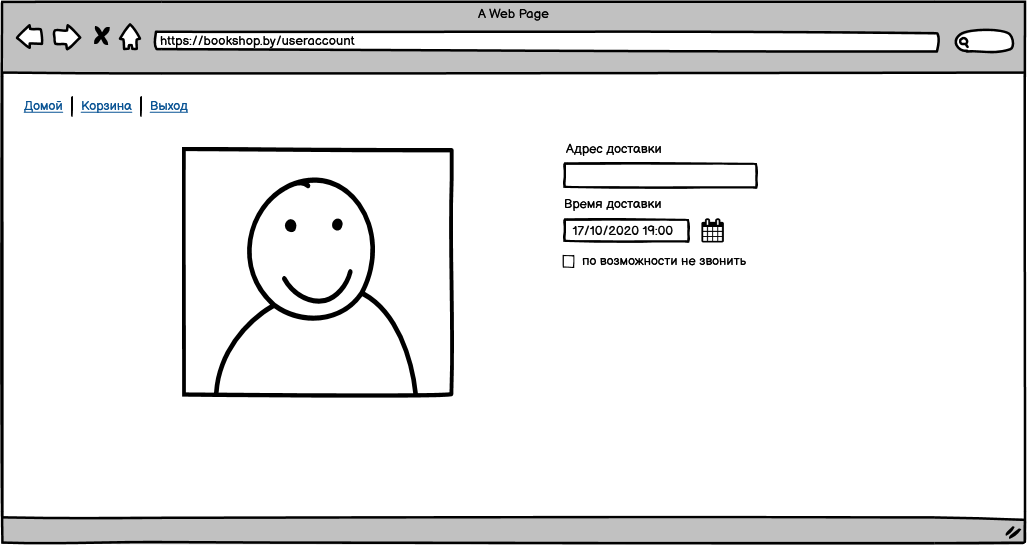 A Web Page
https://bookshop.by/useraccount
Домой Корзина Выход
Адрес доставки
Время доставки
17/10/2020 19:00
по возможности не звонить